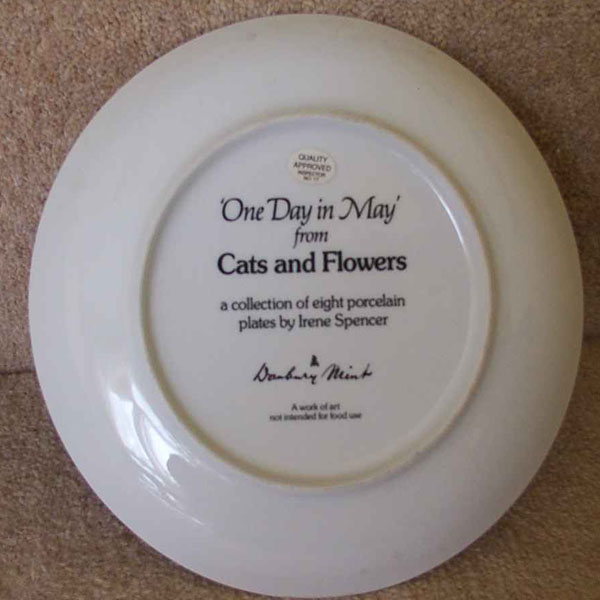 QUALITY
APPROVED
INSPECTOR
'One Day in May'
from
Cats and Flowers
a collection of eight porcelain
plates by Irene Spencer
Danbury Mint
A work of art
not intended for food use